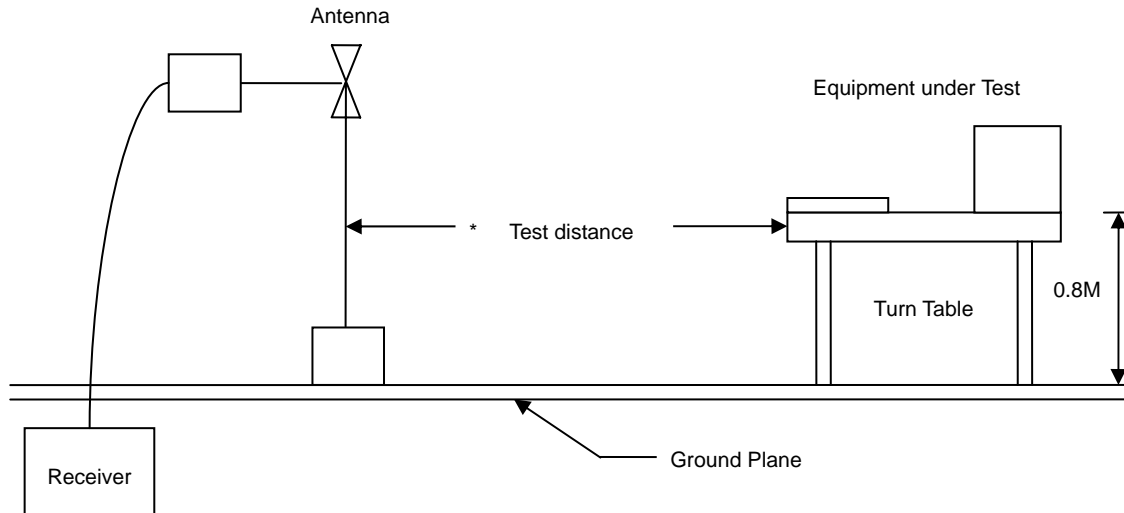 Antenna
Equipment under Test
* Test distance
0.8M
Turn Table
Ground Plane
Receiver